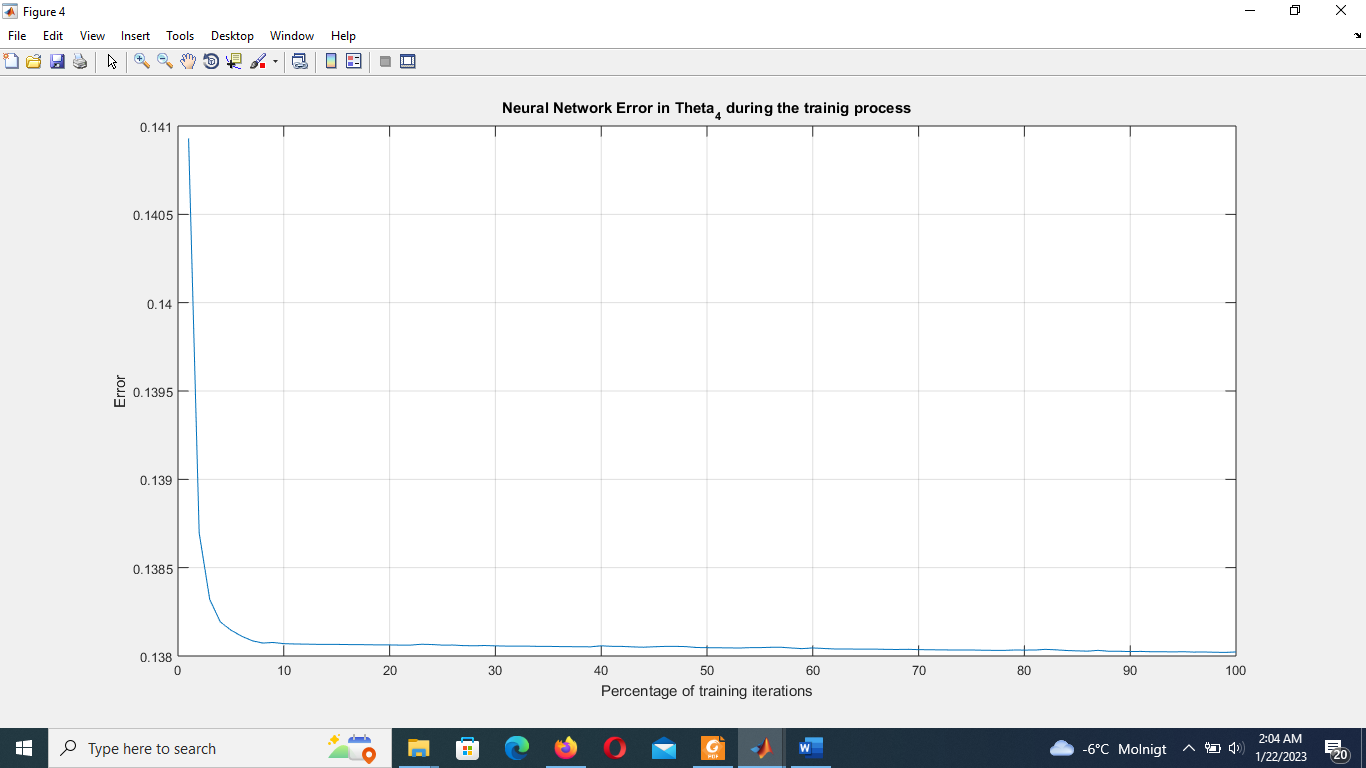 Figure 4
File Edit View Insert Tools Desktop Window Help
Neural Network Error in Theta4 during the trainig process
0.141
0.1405
0.14
0.1395
0.139
0.1385
0.138
Error
0 10 20 30 40 50 60 70 80 90 100
Percentage of training iterations
Type here to search
G
PDF
W
-6°C Molnigt
2:04 AM
1/22/2023
20